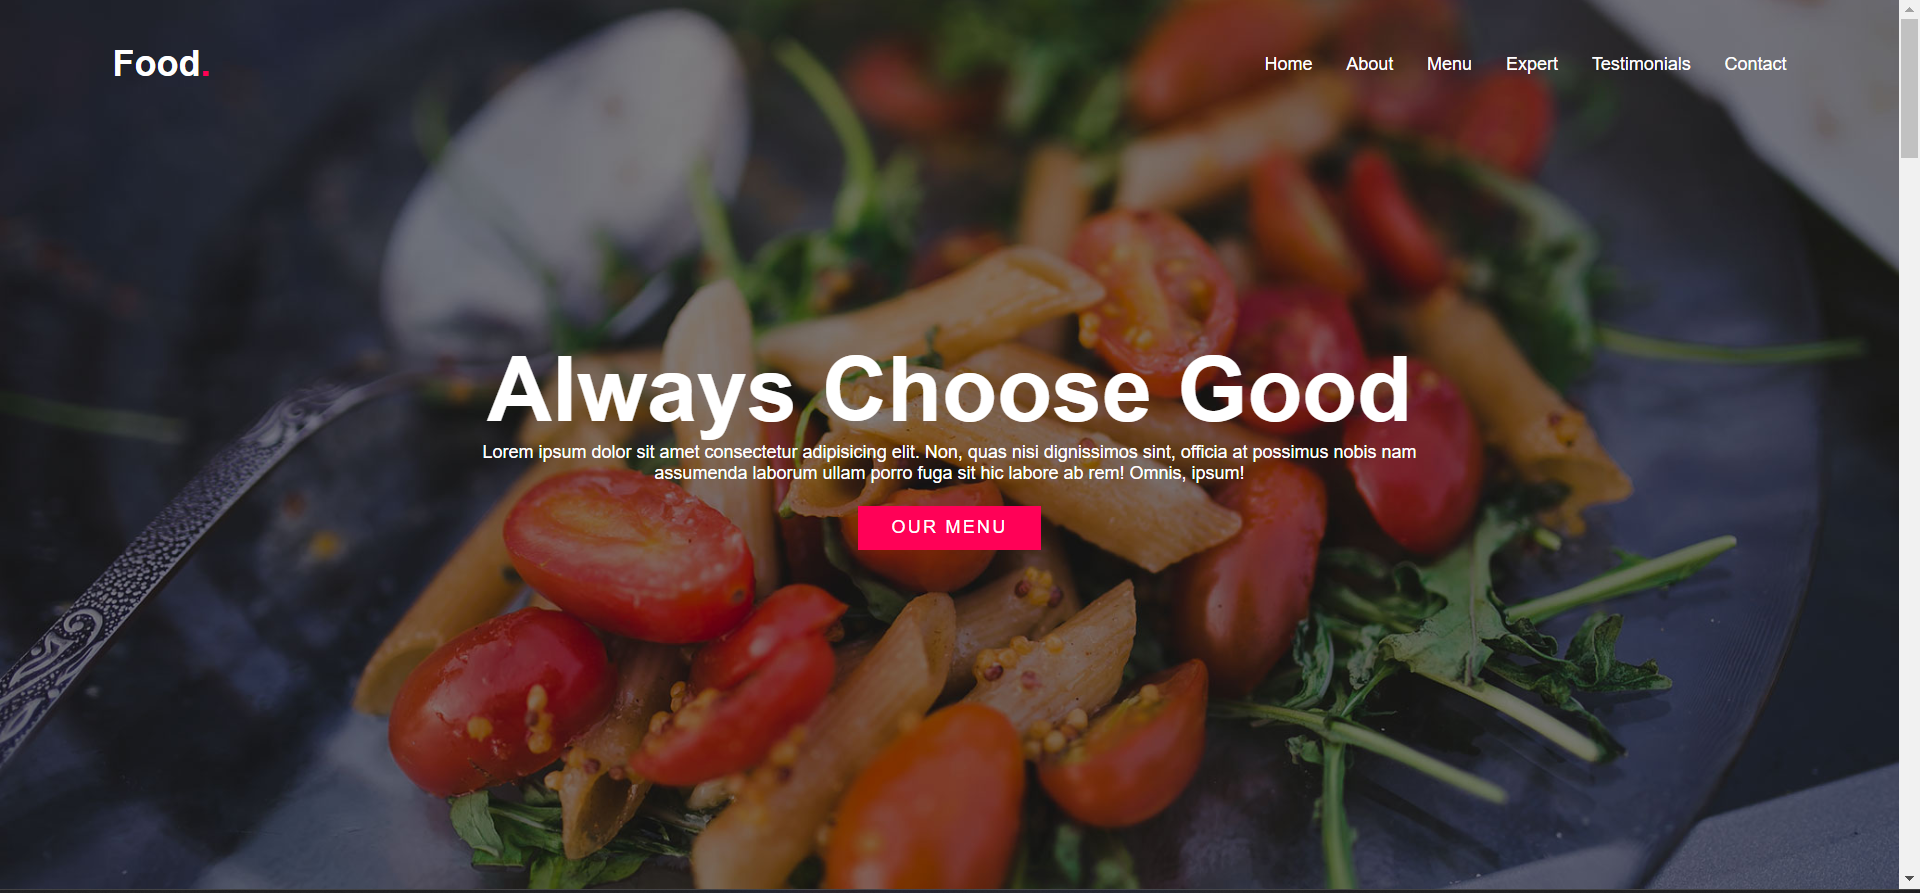 Food.
Home About Menu Expert Testimonials Contact
Always Choose Good
Lorem ipsum dolor sit amet consectetur adipisicing elit. Non, quas nisi dignissimos sint, officia at possimus nobis nam
assumenda laborum ullam porro fuga sit hic labore ab rem! Omnis, ipsum!
OUR MENU